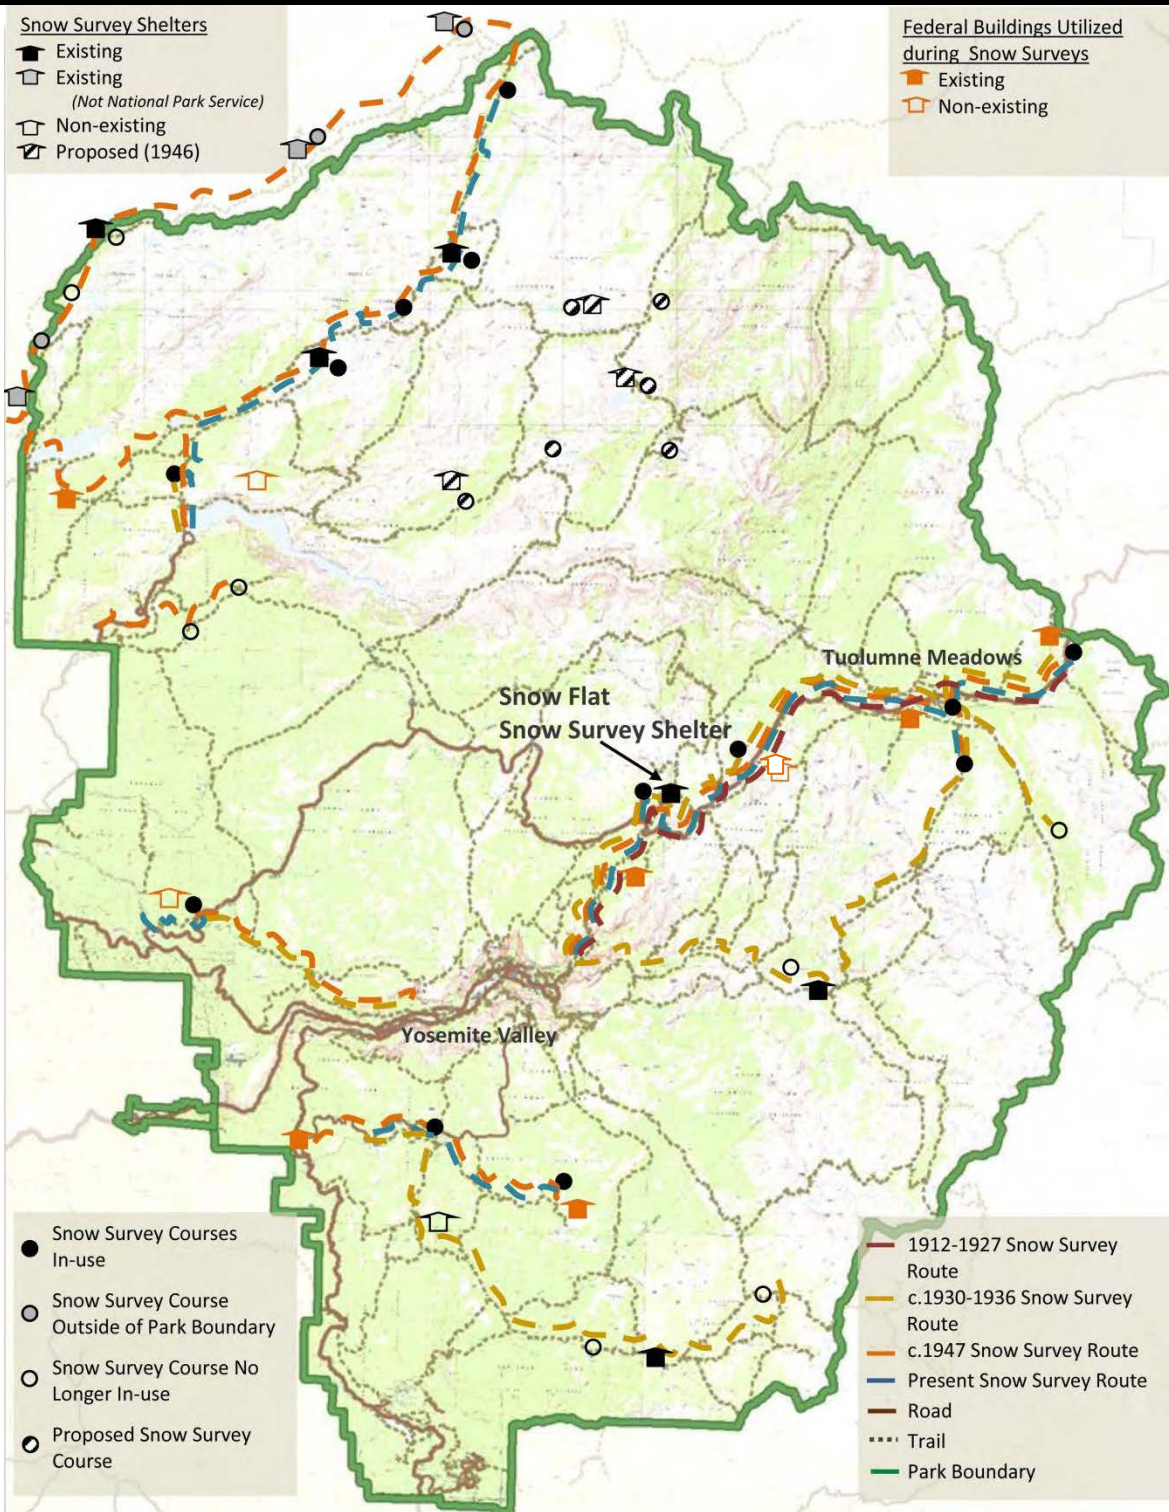 Snow Survey Shelters
Existing
Existing
(Not National Park Service)
Non-existing
Proposed (1946)
Federal Buildings Utilized
during Snow Surveys
Existing
Non-existing
Tuolumne Meadows
Snow Flat
Snow Survey Shelter
Yosemite Valley
Snow Survey Courses
In-use
Snow Survey Course
Outside of Park Boundary
Snow Survey Course No
Longer In-use
Proposed Snow Survey
Course
1912-1927 Snow Survey
Route
c.1930-1936 Snow Survey
Route
c.1947 Snow Survey Route
Present Snow Survey Route
Road
Trail
Park Boundary